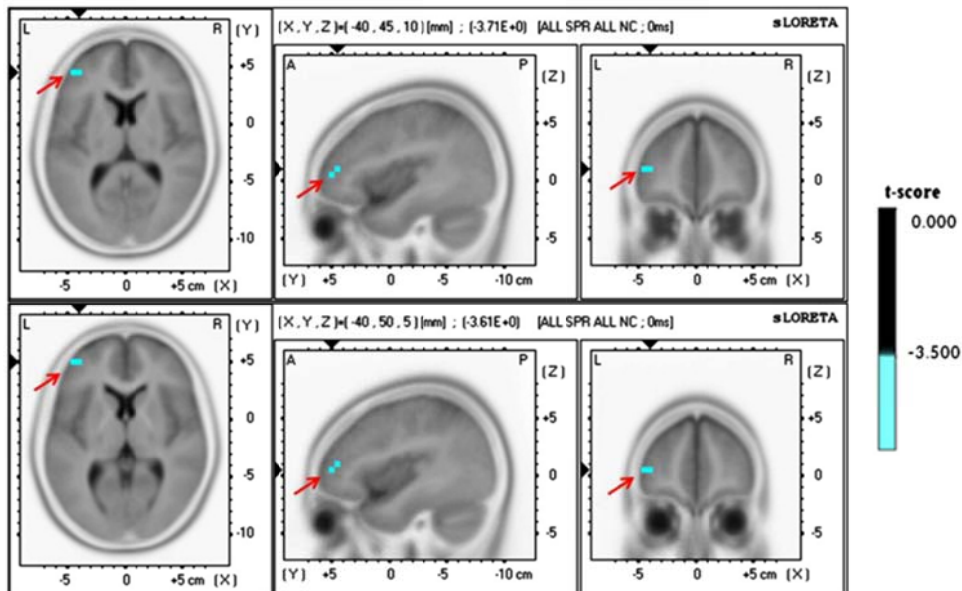 [X, Y, Z]=(-40, 45, 10)[mm] ; (-3.71E+0) [ALL SPR ALL NC ; 0ms] sLORETA
L R [Y]
+5
0
-5
-10
-5 0 +5 cm [X]
A P [Z]
+5
0
-5
[Y] +5 0 -5 -10 cm
L R [Z]
+5
0
-5
-5 0 +5 cm [X]
[X, Y, Z]=(-40, 50, 5)[mm] ; (-3.61E+0) [ALL SPR ALL NC ; 0ms] sLORETA
L R [Y]
+5
0
-5
-10
-5 0 +5 cm [X]
A P [Z]
+5
0
-5
[Y] +5 0 -5 -10 cm
L R [Z]
+5
0
-5
-5 0 +5 cm [X]
t-score
0.000
-3.500